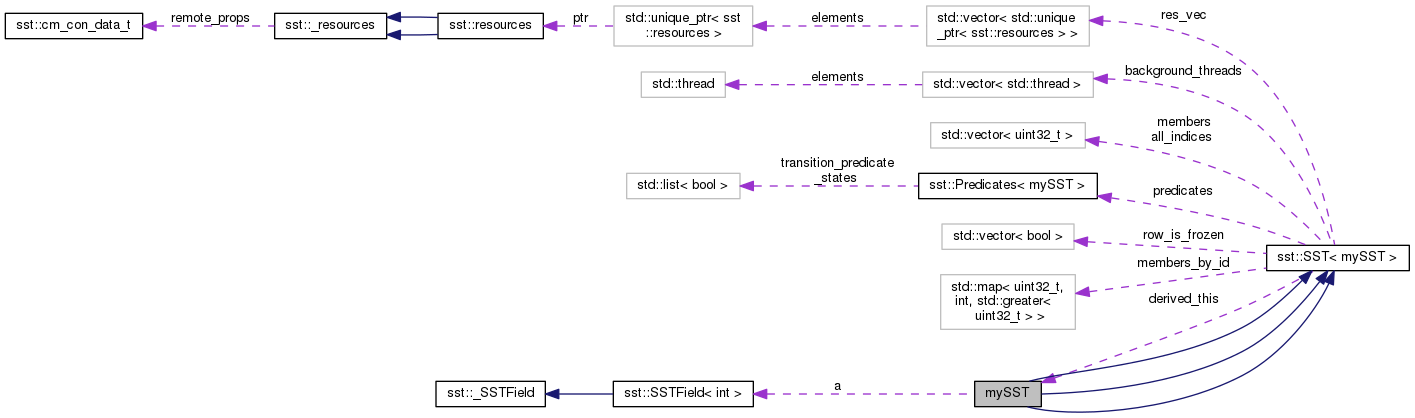 sst::cm_con_data_t
remote_props
sst::_resources
sst::resources
ptr
std::unique_ptr< sst
::resources >
elements
std::vector< std::unique
_ptr< sst::resources > >
res_vec
std::thread
elements
std::vector< std::thread >
background_threads
std::vector< uint32_t >
members
all_indices
std::list< bool >
transition_predicate
_states
sst::Predicates< mySST >
predicates
std::vector< bool >
row_is_frozen
sst::SST< mySST >
std::map< uint32_t,
int, std::greater<
uint32_t > >
members_by_id
derived_this
sst::_SSTField
sst::SSTField< int >
a
mySST